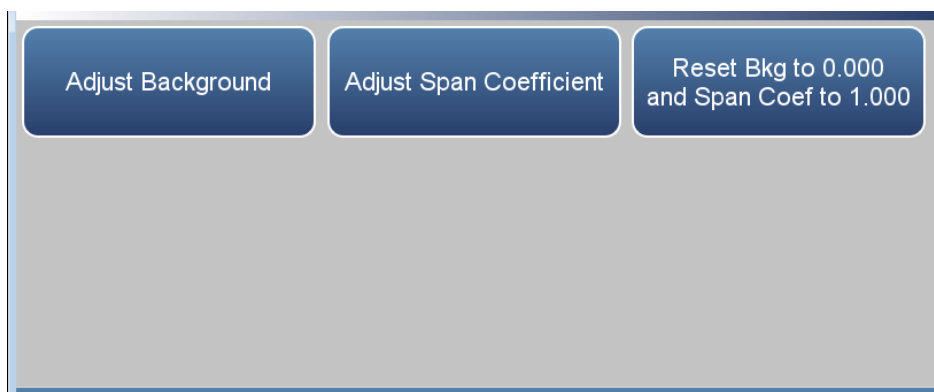 Adjust Background
Adjust Span Coefficient
Reset Bkg to 0.000
and Span Coef to 1.000